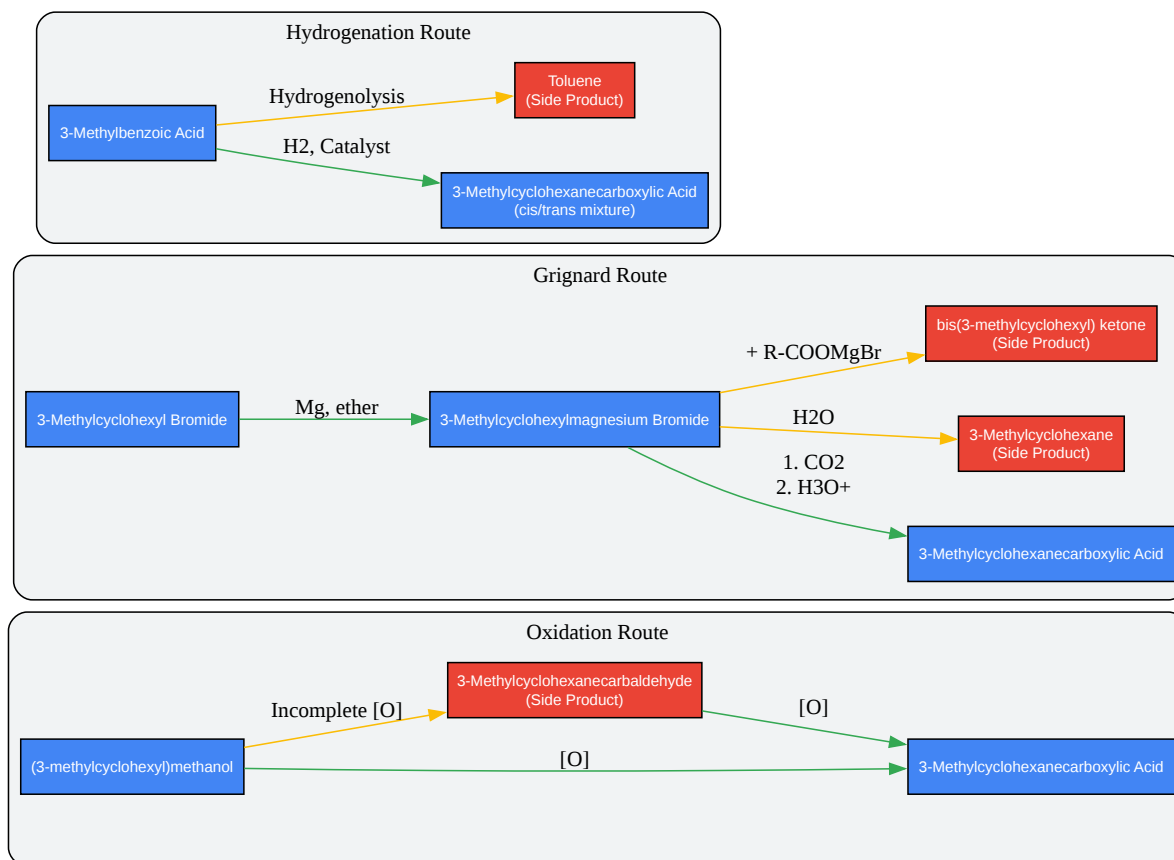 Hydrogenation Route
Toluene
(Side Product)
Hydrogenolysis
3-Methylbenzoic Acid
H2, Catalyst
3-Methylcyclohexanecarboxylic Acid
(cis/trans mixture)
Grignard Route
bis(3-methylcyclohexyl) ketone
(Side Product)
+ R-COOMgBr
3-Methylcyclohexyl Bromide
Mg, ether
3-Methylcyclohexylmagnesium Bromide
H2O
3-Methylcyclohexane
(Side Product)
1. CO2
2. H3O+
3-Methylcyclohexanecarboxylic Acid
Oxidation Route
3-Methylcyclohexanecarbaldehyde
(Side Product)
Incomplete [O]
[O]
(3-methylcyclohexyl)methanol
[O]
3-Methylcyclohexanecarboxylic Acid